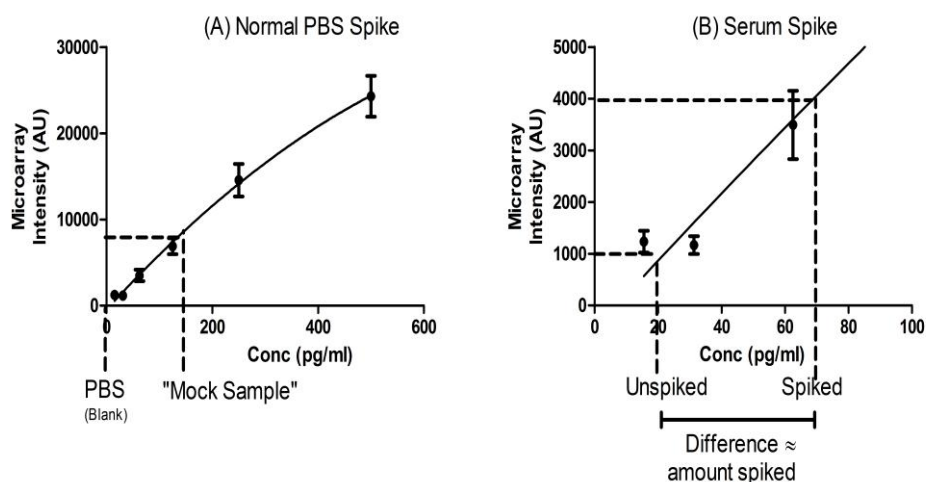 (A) Normal PBS Spike
Microarray
Intensity (AU)
30000
20000
10000
0
0
200
400
600
Conc (pg/ml)
PBS
(Blank)
"Mock Sample"
(B) Serum Spike
Microarray
Intensity (AU)
5000
4000
3000
2000
1000
0
0
20
40
60
80
100
Conc (pg/ml)
Unspiked
Spiked
Difference ≈
amount spiked